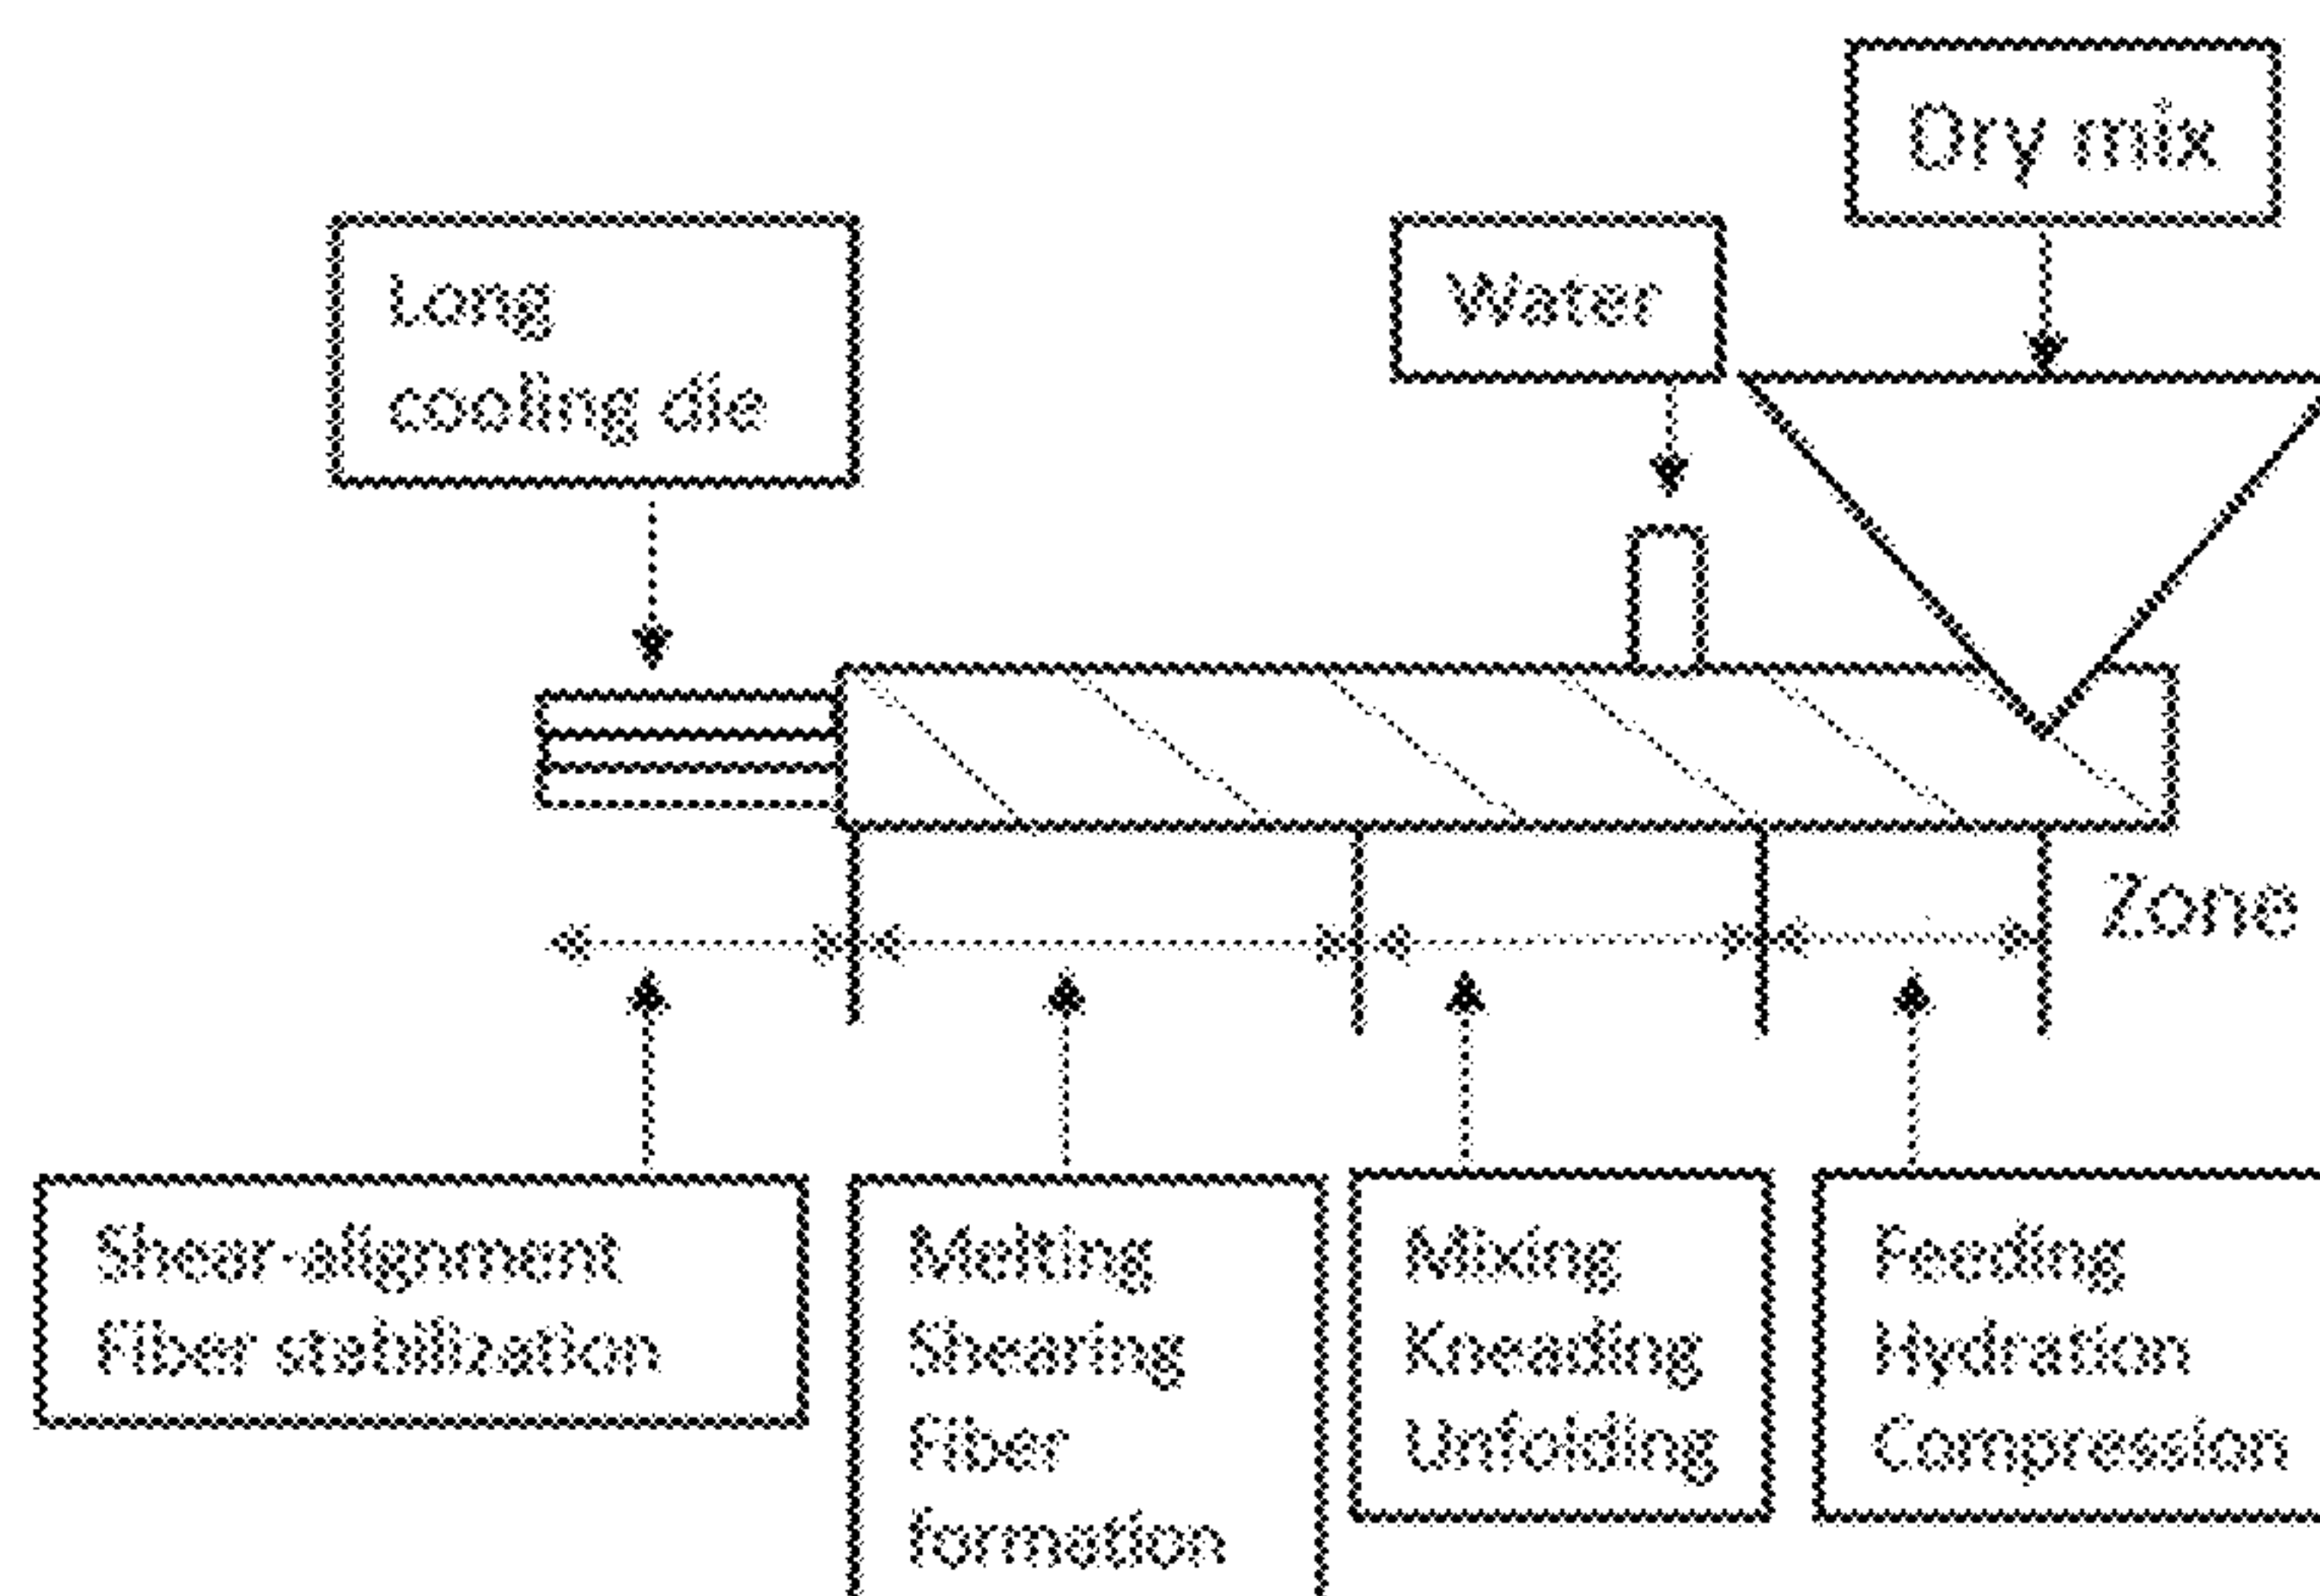 Dry mix
Water
Long
cooling die
Zone
Shear-alignment
Fiber stabilization
Melting
Shearing
Fiber
formation
Mixing
Kneading
Unfolding
Feeding
Hydration
Compression